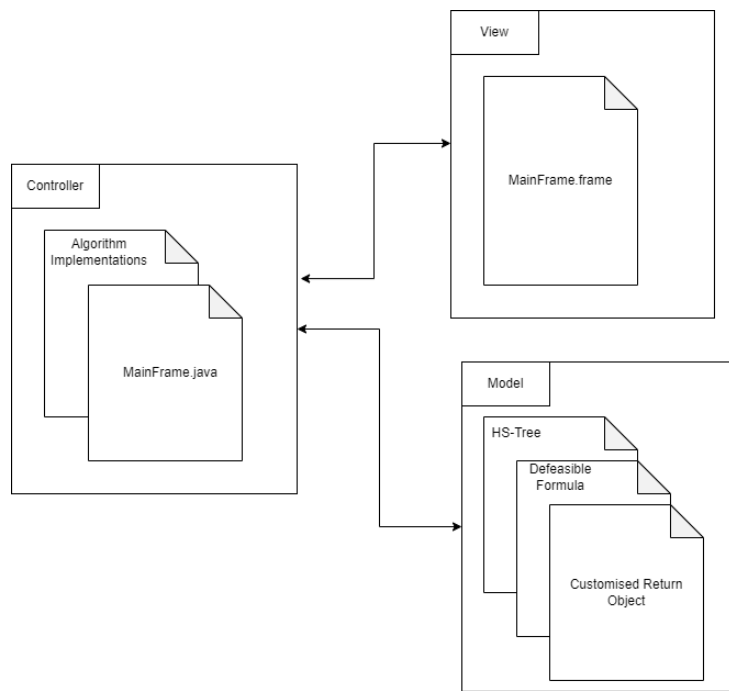 View
MainFrame.frame
Controller
Algorithm
Implementations
MainFrame.java
Model
HS-Tree
Defeasible
Formula
Customised Return
Object